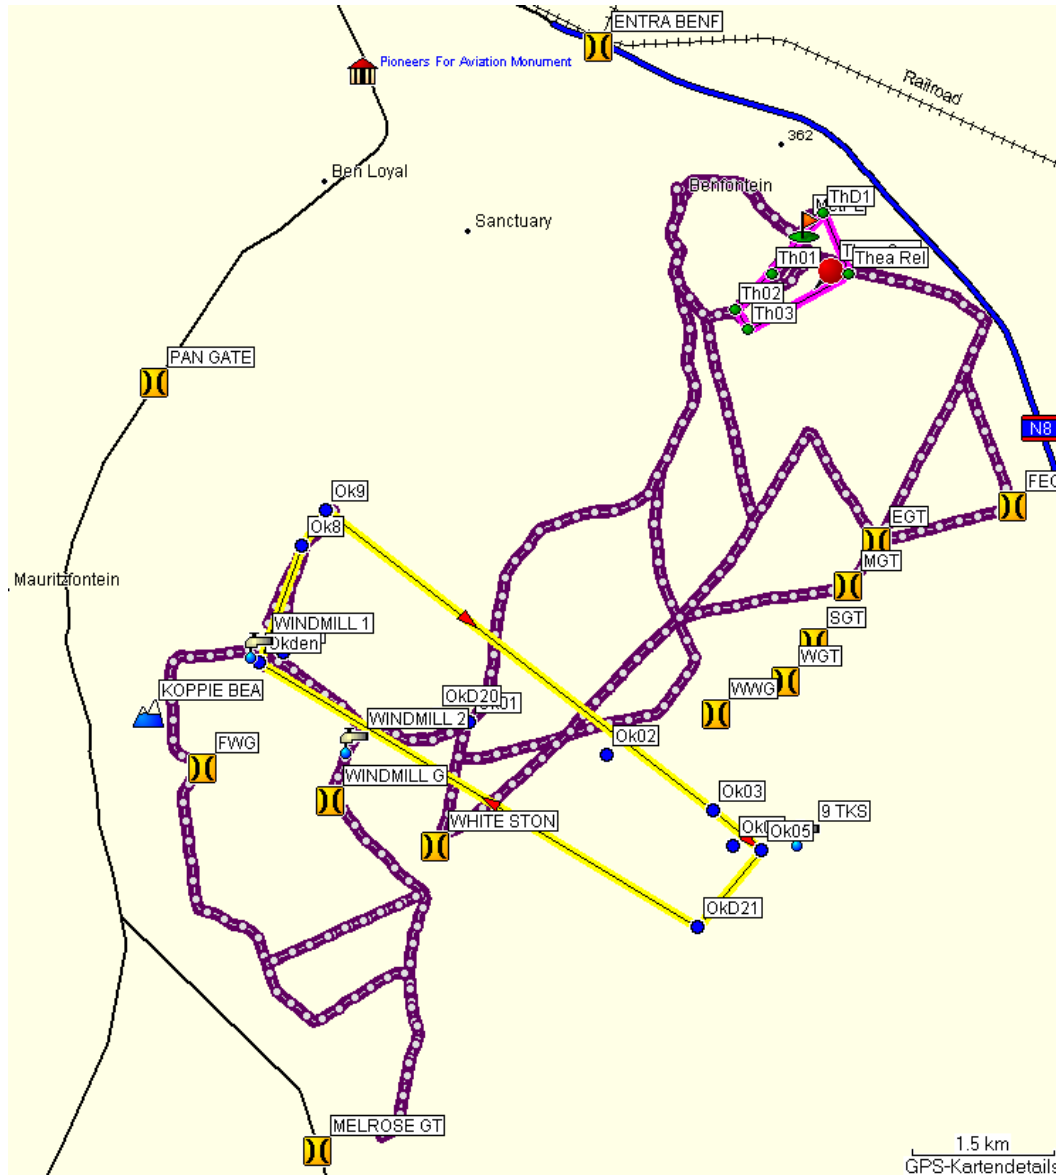 ENTRA BENF
Pioneers For Aviation Monument
Railroad
362
Ben Loyal
Benfontein
ThD1
Sanctuary
Thea Rel
Th01
Th02
Th03
PAN GATE
N8
FEG
Ok9
EGT
Ok8
MGT
Mauritzfontein
SGT
WINDMILL 1
Okden
WGT
KOPPIE BEA
OkD20
WWG
WINDMILL 2
Ok02
FWG
WINDMILL G
Ok03
9 TKS
WHITE STON
Ok05
OkD21
MELROSE GT
1.5 km
GPS-Kartendetails